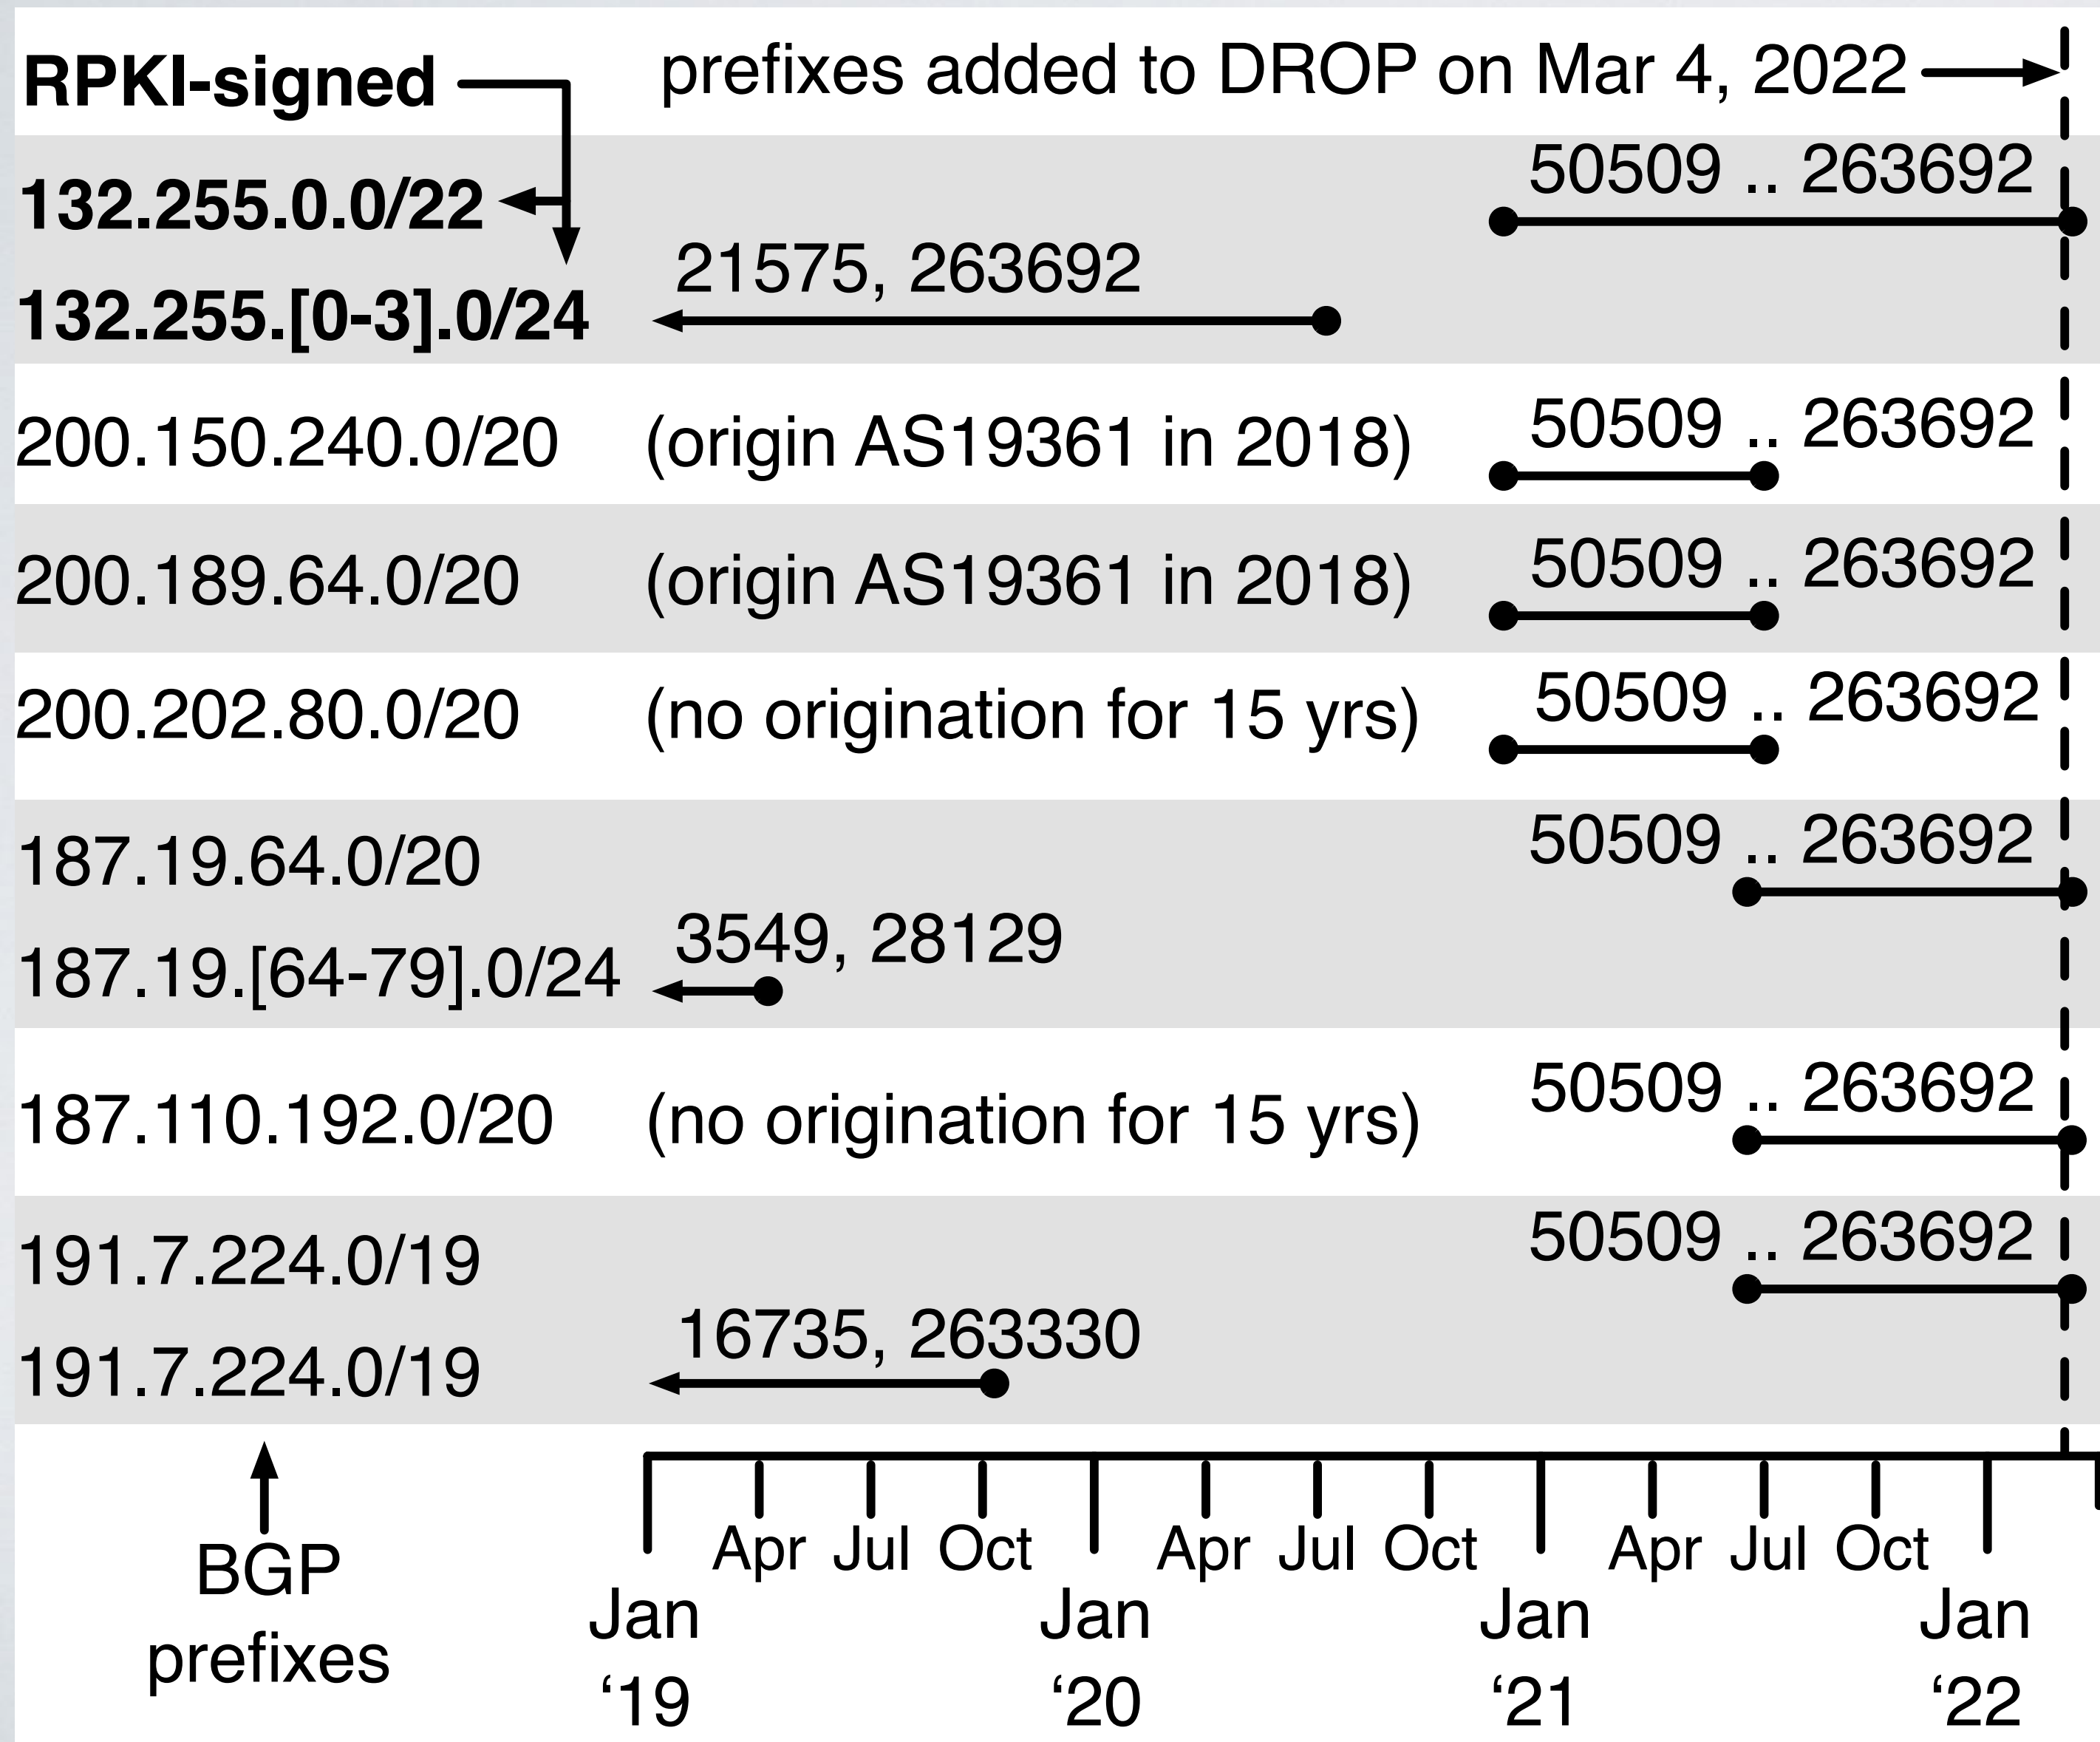 RPKI-signed
prefixes added to DROP on Mar 4, 2022
132.255.0.0/22
50509 .. 263692
132.255.[0-3].0/24
21575, 263692
200.150.240.0/20
(origin AS19361 in 2018)
50509 .. 263692
200.189.64.0/20
(origin AS19361 in 2018)
50509 .. 263692
200.202.80.0/20
(no origination for 15 yrs)
50509 .. 263692
187.19.64.0/20
50509 .. 263692
187.19.[64-79].0/24
3549, 28129
187.110.192.0/20
(no origination for 15 yrs)
50509 .. 263692
191.7.224.0/19
50509 .. 263692
191.7.224.0/19
16735, 263330
BGP
prefixes
Apr Jul Oct Apr Jul Oct Apr Jul Oct
Jan Jan Jan Jan
‘19 ‘20 ‘21 ‘22